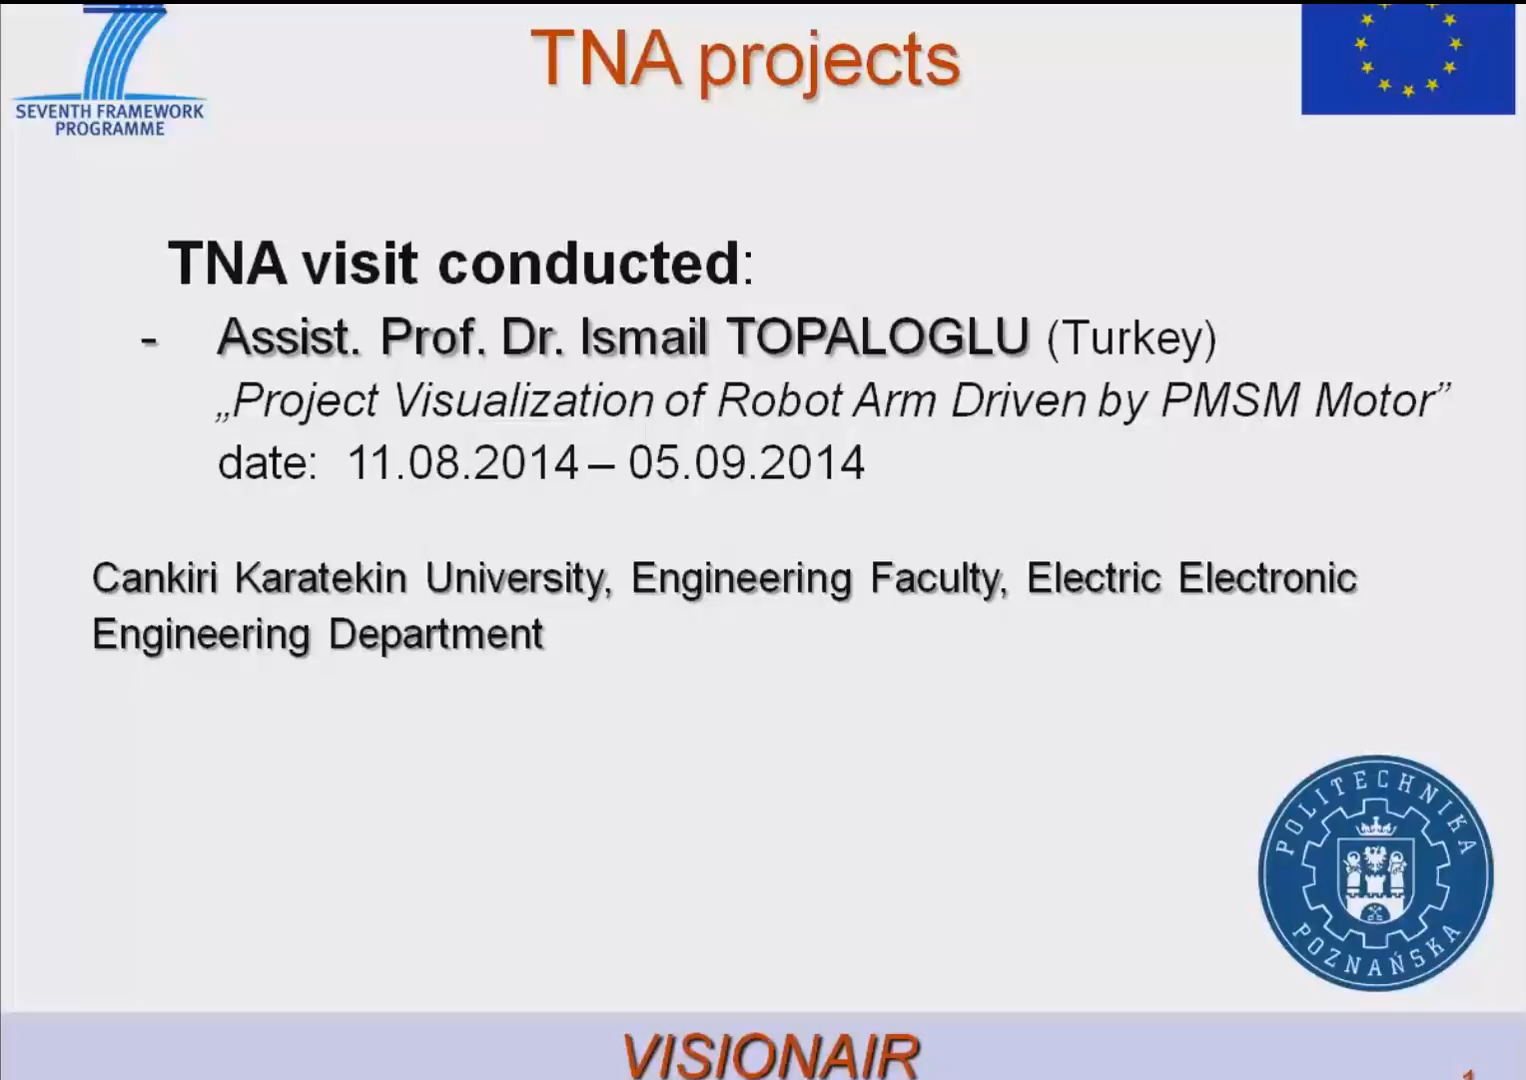 TNA projects
SEVENTH FRAMEWORK
PROGRAMME
TNA visit conducted:
- Assist. Prof. Dr. Ismail TOPALOGLU (Turkey)
„Project Visualization of Robot Arm Driven by PMSM Motor”
date: 11.08.2014 – 05.09.2014
Cankiri Karatekin University, Engineering Faculty, Electric Electronic
Engineering Department
POLITECHNIKA
POZNAŃSKA
VISIONAIR
1